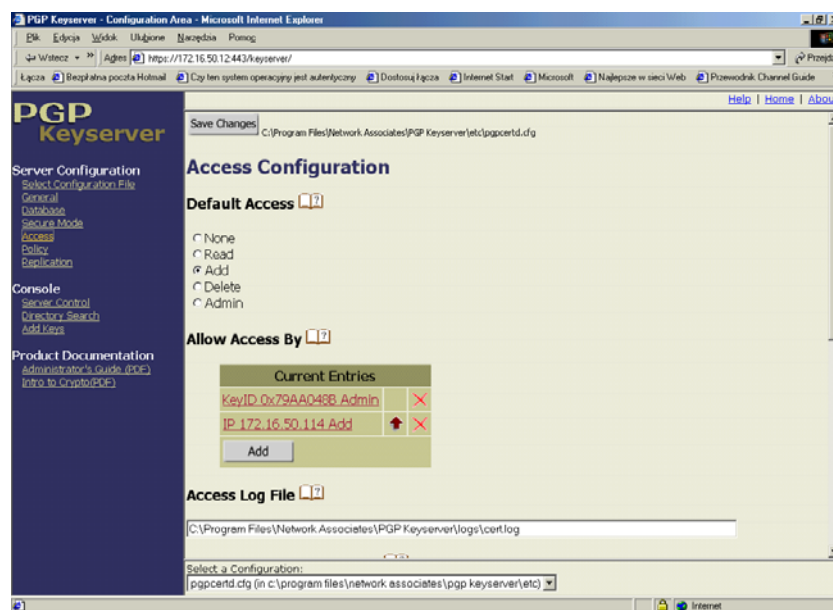 PGP Keyserver - Configuration Area - Microsoft Internet Explorer
Plik Edycja Widok Ulubione Narzędzia Pomoc
Wstecz » Adres https://172.16.50.12:443/keyserver/ Przejdź
Łącza Bezpłatna poczta Hotmail Czy ten system operacyjny jest autentyczny Dostosuj łącza Internet Start Microsoft Najlepsze w sieci Web Przewodnik Channel Guide
Help | Home | Abou
PGP
Keyserver
Server Configuration
Select Configuration File
General
Database
Secure Mode
Access
Policy
Replication
Console
Server Control
Directory Search
Add Keys
Product Documentation
Administrator's Guide (PDF)
Intro to Crypto(PDF)
Save Changes C:\Program Files\Network Associates\PGP Keyserver\etc\pgpcertd.cfg
Access Configuration
Default Access
None
Read
Add
Delete
Admin
Allow Access By
Current Entries
KeyID 0x79AA048B Admin
IP 172.16.50.114 Add
Add
Access Log File
C:\Program Files\Network Associates\PGP Keyserver\logs\cert.log
Select a Configuration:
pgpcertd.cfg (in c:\program files\network associates\pgp keyserver\etc)
Internet